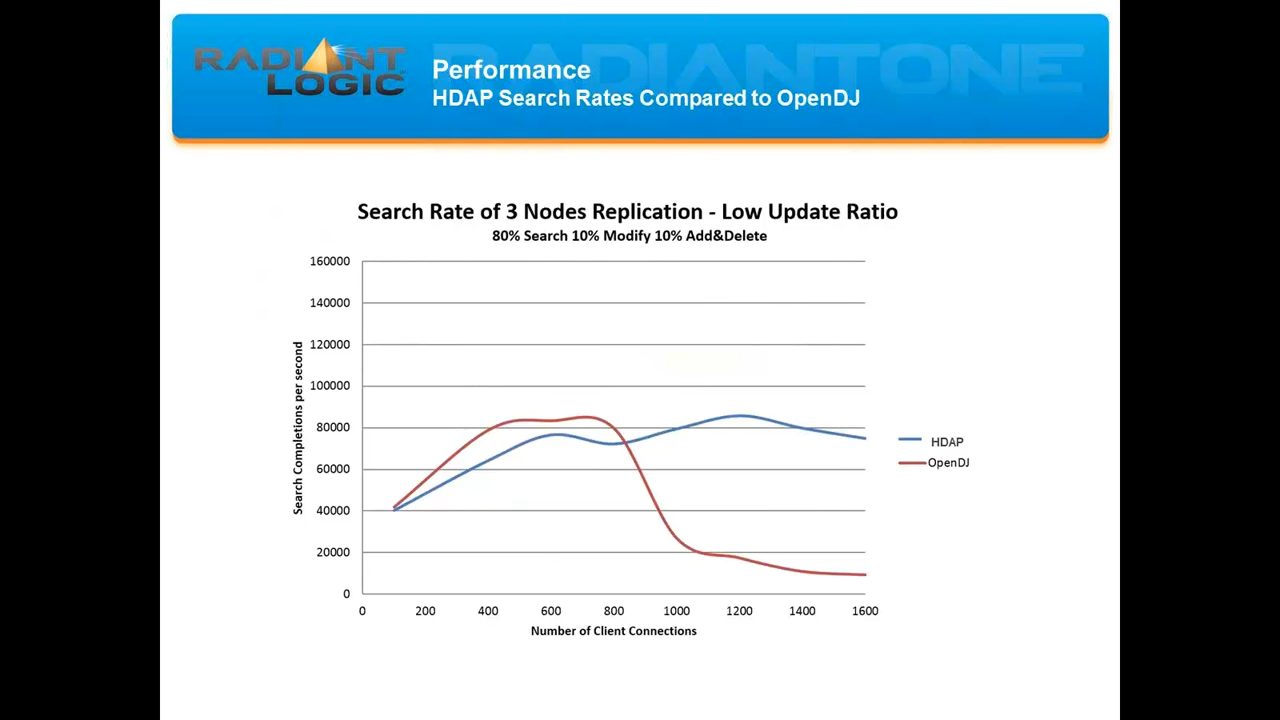 RADIANT
LOGIC
RADIANTONE
Performance
HDAP Search Rates Compared to OpenDJ
Search Rate of 3 Nodes Replication - Low Update Ratio
80% Search 10% Modify 10% Add&Delete
160000
140000
120000
100000
80000
60000
40000
20000
0
Search Completions per second
0 200 400 600 800 1000 1200 1400 1600
Number of Client Connections
HDAP
OpenDJ